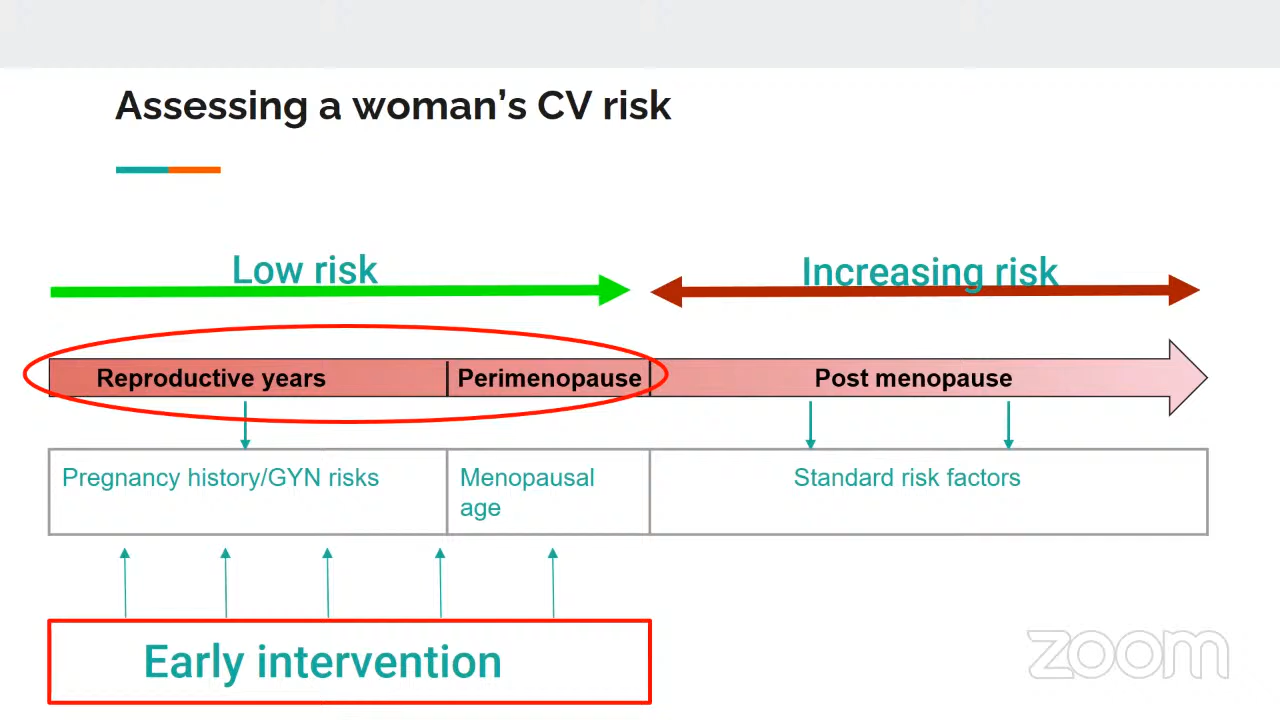 Assessing a woman’s CV risk
Low risk
Increasing risk
Reproductive years
Perimenopause
Post menopause
Pregnancy history/GYN risks
Menopausal
age
Standard risk factors
Early intervention
zoom